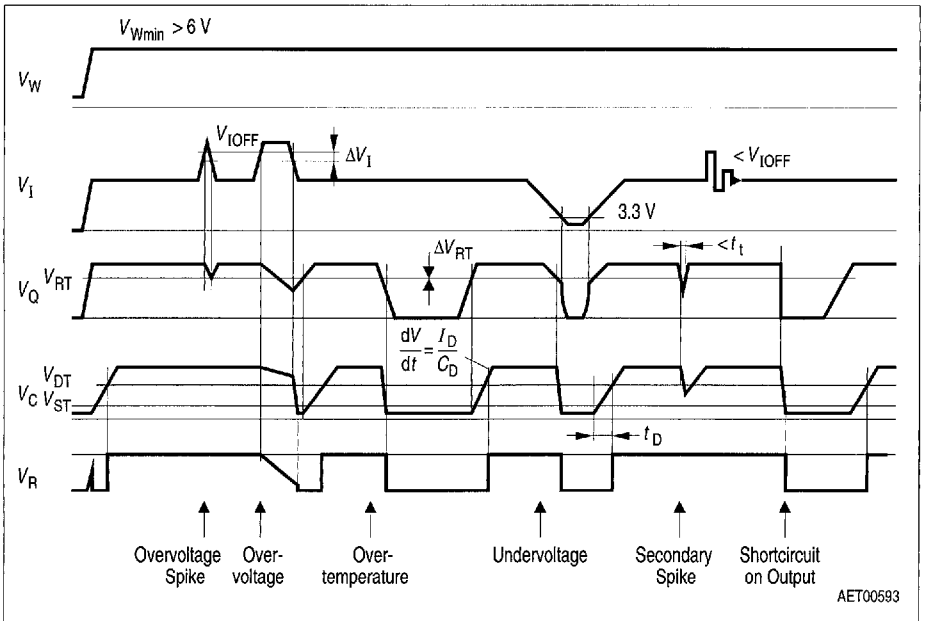 V_Wmin > 6 V
V_W
V_IOFF
ΔV_I
< V_IOFF
V_I
3.3 V
ΔV_RT
< t_t
V_RT
V_Q
dV/dt = I_D/C_D
V_DT
V_C V_ST
t_D
V_R
Overvoltage Spike
Over-voltage
Over-temperature
Undervoltage
Secondary Spike
Shortcircuit on Output
AET00593